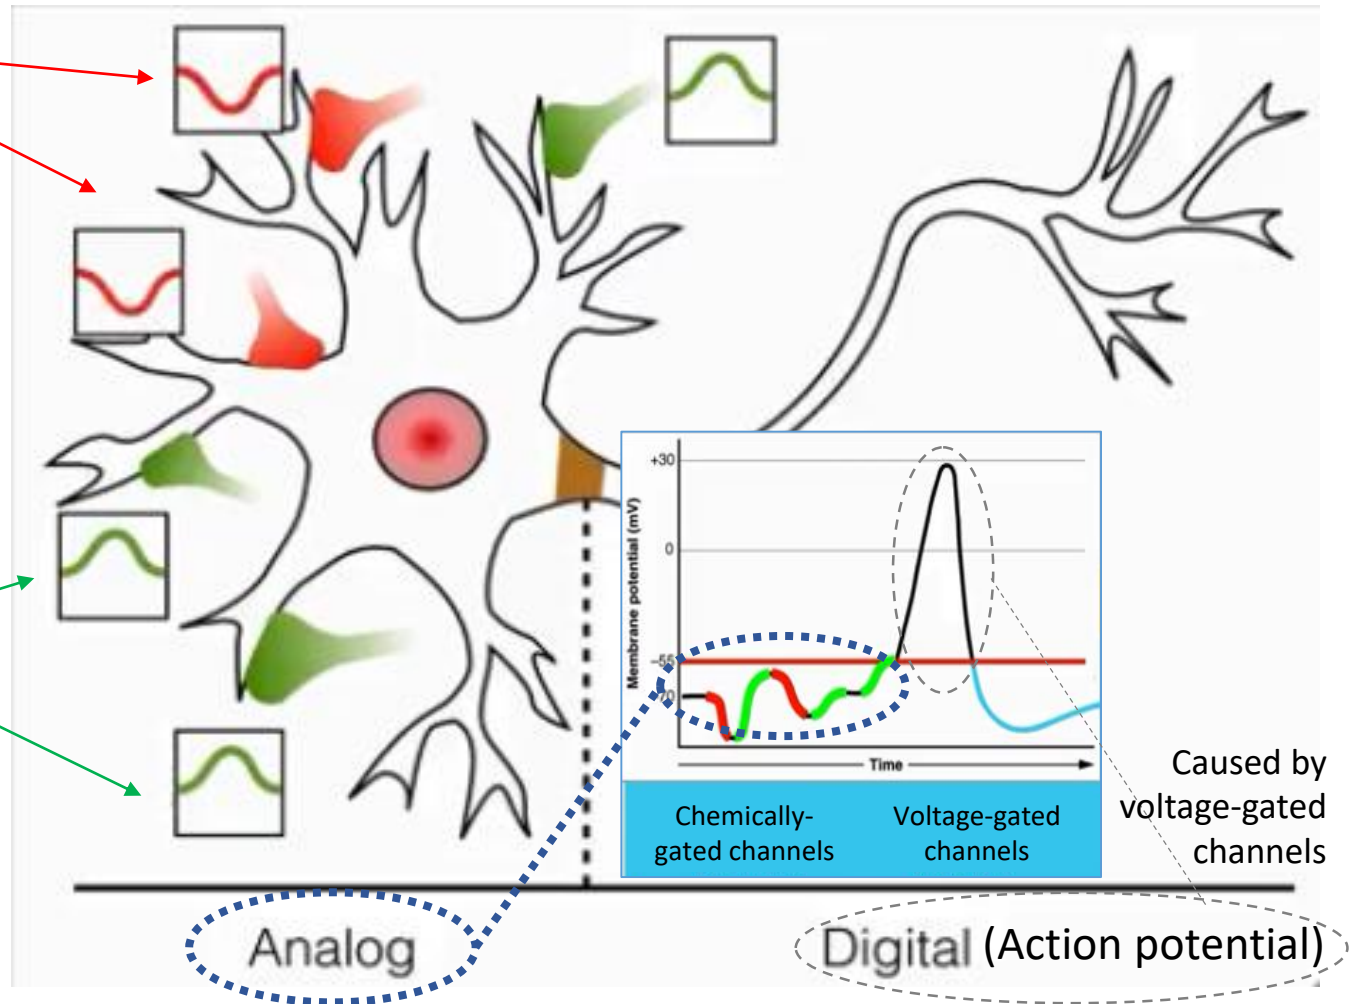 +30
Membrane potential (mV)
0
-55
-70
Time
Chemically-
gated channels
Voltage-gated
channels
Caused by
voltage-gated
channels
Analog
Digital (Action potential)